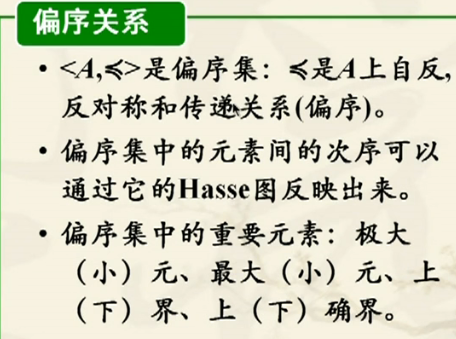 偏序关系
• <A,≼>是偏序集：≼是A上自反,
反对称和传递关系(偏序)。
• 偏序集中的元素间的次序可以
通过它的Hasse图反映出来。
• 偏序集中的重要元素：极大
（小）元、最大（小）元、上
（下）界、上（下）确界。